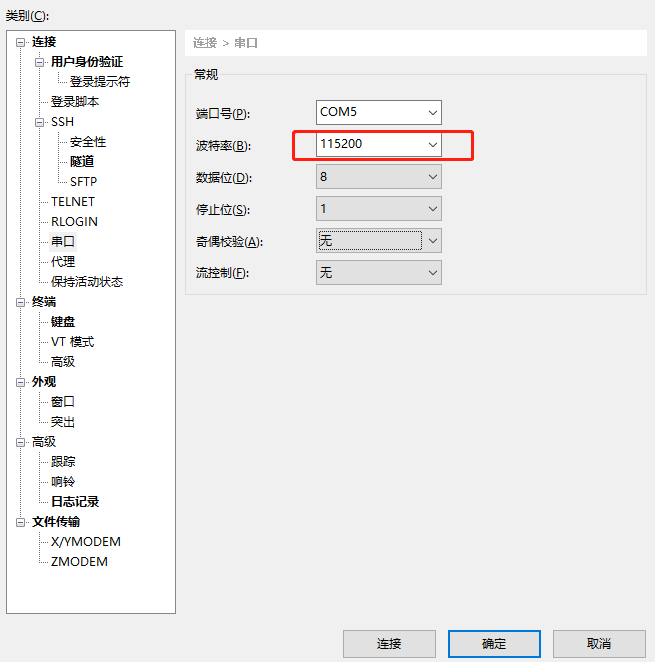 类别(C):
连接
用户身份验证
登录提示符
登录脚本
SSH
安全性
隧道
SFTP
TELNET
RLOGIN
串口
代理
保持活动状态
终端
键盘
VT 模式
高级
外观
窗口
突出
高级
跟踪
响铃
日志记录
文件传输
X/YMODEM
ZMODEM
连接 > 串口
常规
端口号(P): COM5
波特率(B): 115200
数据位(D): 8
停止位(S): 1
奇偶校验(A): 无
流控制(F): 无
连接 确定 取消